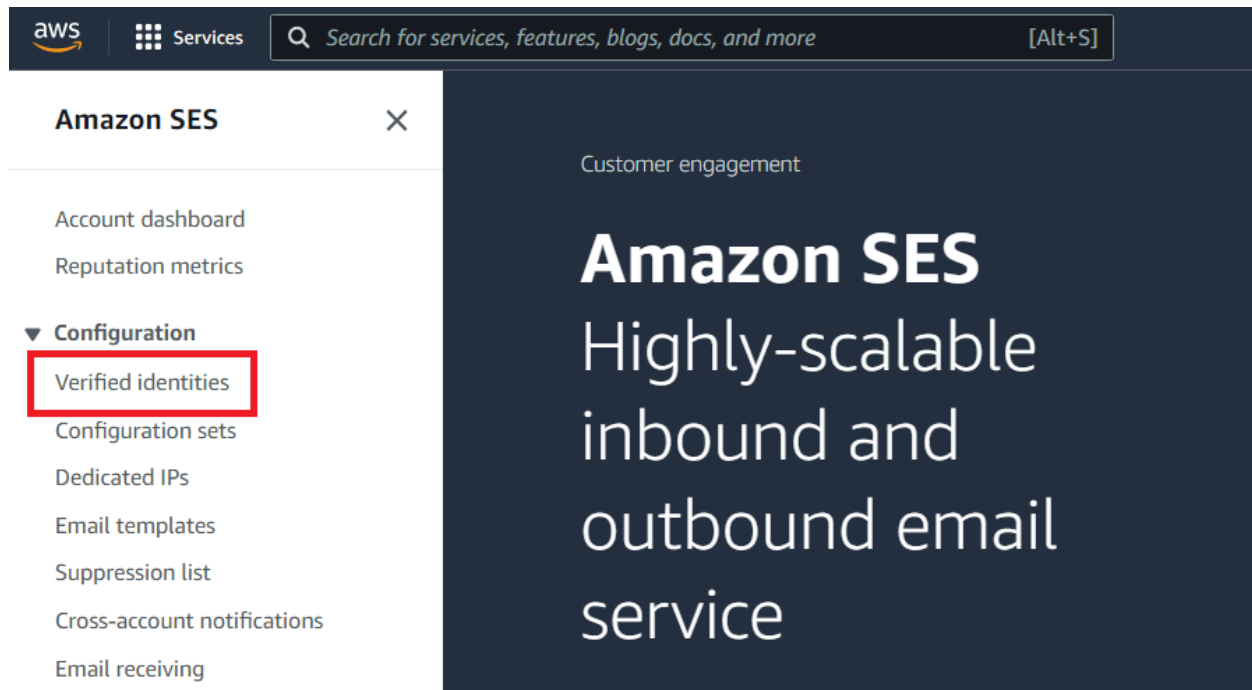 aws
Services
Search for services, features, blogs, docs, and more
[Alt+S]
Amazon SES
Account dashboard
Reputation metrics
Configuration
Verified identities
Configuration sets
Dedicated IPs
Email templates
Suppression list
Cross-account notifications
Email receiving
Customer engagement
Amazon SES
Highly-scalable
inbound and
outbound email
service